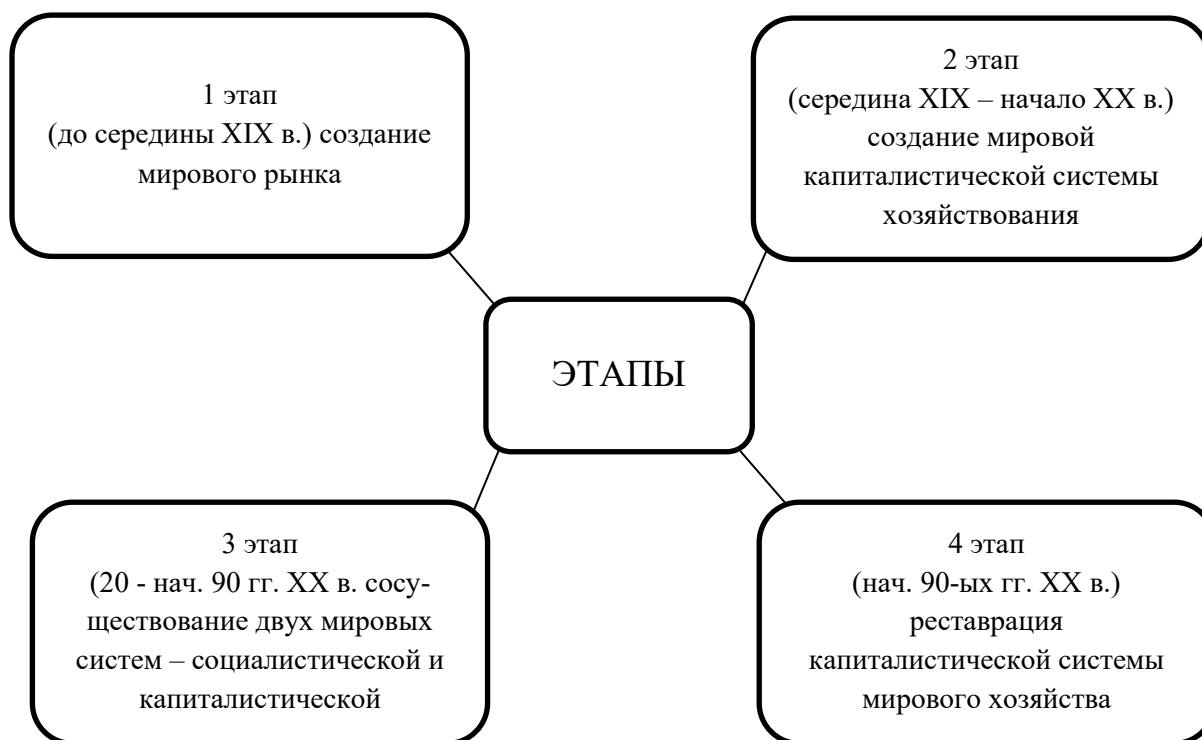 1 этап
(до середины XIX в.) создание
мирового рынка
2 этап
(середина XIX – начало XX в.)
создание мировой
капиталистической системы
хозяйствования
ЭТАПЫ
3 этап
(20 - нач. 90 гг. XX в. сосу-
ществование двух мировых
систем – социалистической и
капиталистической
4 этап
(нач. 90-ых гг. XX в.)
реставрация
капиталистической системы
мирового хозяйства